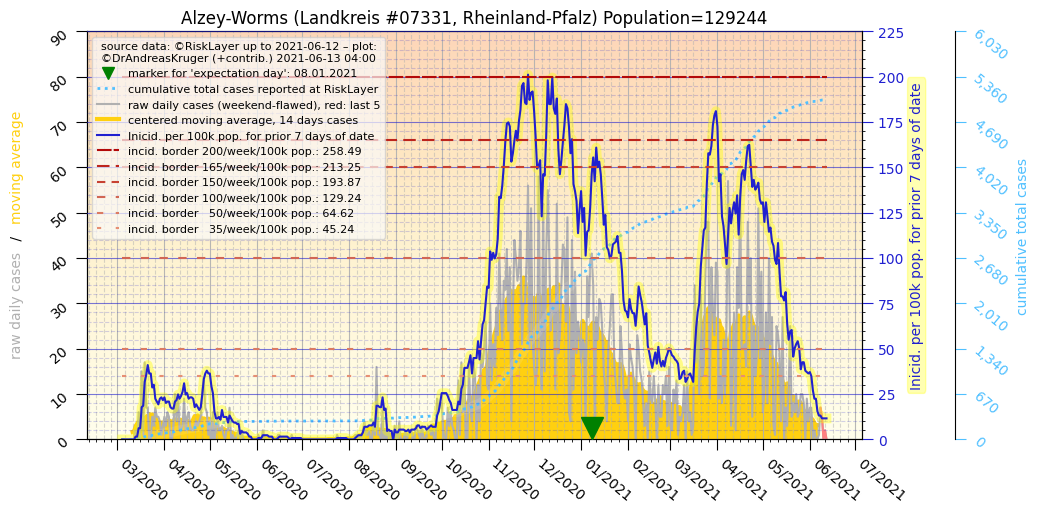 Alzey-Worms (Landkreis #07331, Rheinland-Pfalz) Population=129244
source data: ©RiskLayer up to 2021-06-12 – plot:
©DrAndreasKruger (+contrib.) 2021-06-13 04:00
marker for 'expectation day': 08.01.2021
cumulative total cases reported at RiskLayer
raw daily cases (weekend-flawed), red: last 5
centered moving average, 14 days cases
Inicid. per 100k pop. for prior 7 days of date
incid. border 200/week/100k pop.: 258.49
incid. border 165/week/100k pop.: 213.25
incid. border 150/week/100k pop.: 193.87
incid. border 100/week/100k pop.: 129.24
incid. border 50/week/100k pop.: 64.62
incid. border 35/week/100k pop.: 45.24
raw daily cases / moving average
90
80
70
60
50
40
30
20
10
0
03/2020
04/2020
05/2020
06/2020
07/2020
08/2020
09/2020
10/2020
11/2020
12/2020
01/2021
02/2021
03/2021
04/2021
05/2021
06/2021
07/2021
225
200
175
150
125
100
75
50
25
0
Inicid. per 100k pop. for prior 7 days of date
6,030
5,360
4,690
4,020
3,350
2,680
2,010
1,340
670
0
cumulative total cases